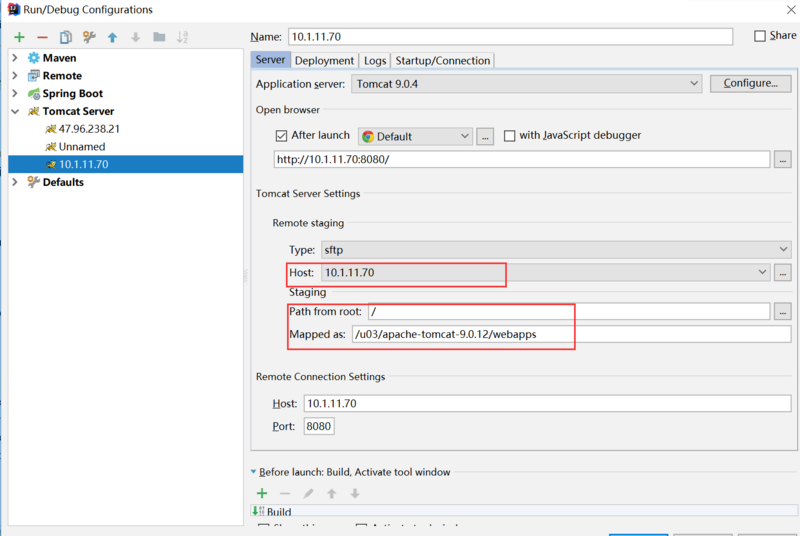 Run/Debug Configurations
Name: 10.1.11.70 Share
Maven
Remote
Spring Boot
Tomcat Server
47.96.238.21
Unnamed
10.1.11.70
Defaults
Server Deployment Logs Startup/Connection
Application server: Tomcat 9.0.4 Configure...
Open browser
After launch Default ... with JavaScript debugger
http://10.1.11.70:8080/ ...
Tomcat Server Settings
Remote staging
Type: sftp
Host: 10.1.11.70 ...
Staging
Path from root: / ...
Mapped as: /u03/apache-tomcat-9.0.12/webapps
Remote Connection Settings
Host: 10.1.11.70
Port: 8080
Before launch: Build, Activate tool window
Build